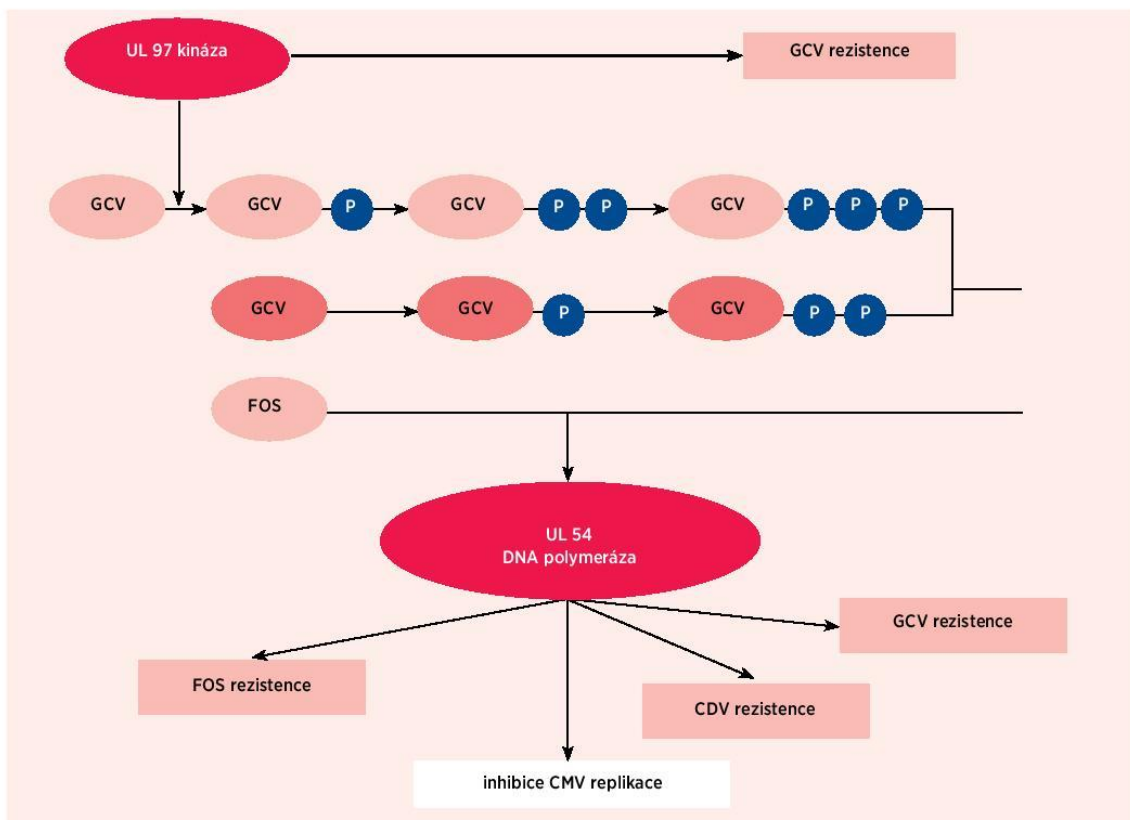 UL 97 kináza
GCV rezistence
GCV GCV P GCV P P GCV P P P
GCV GCV P GCV P P
FOS
UL 54
DNA polymeráza
GCV rezistence
FOS rezistence
CDV rezistence
inhibice CMV replikace